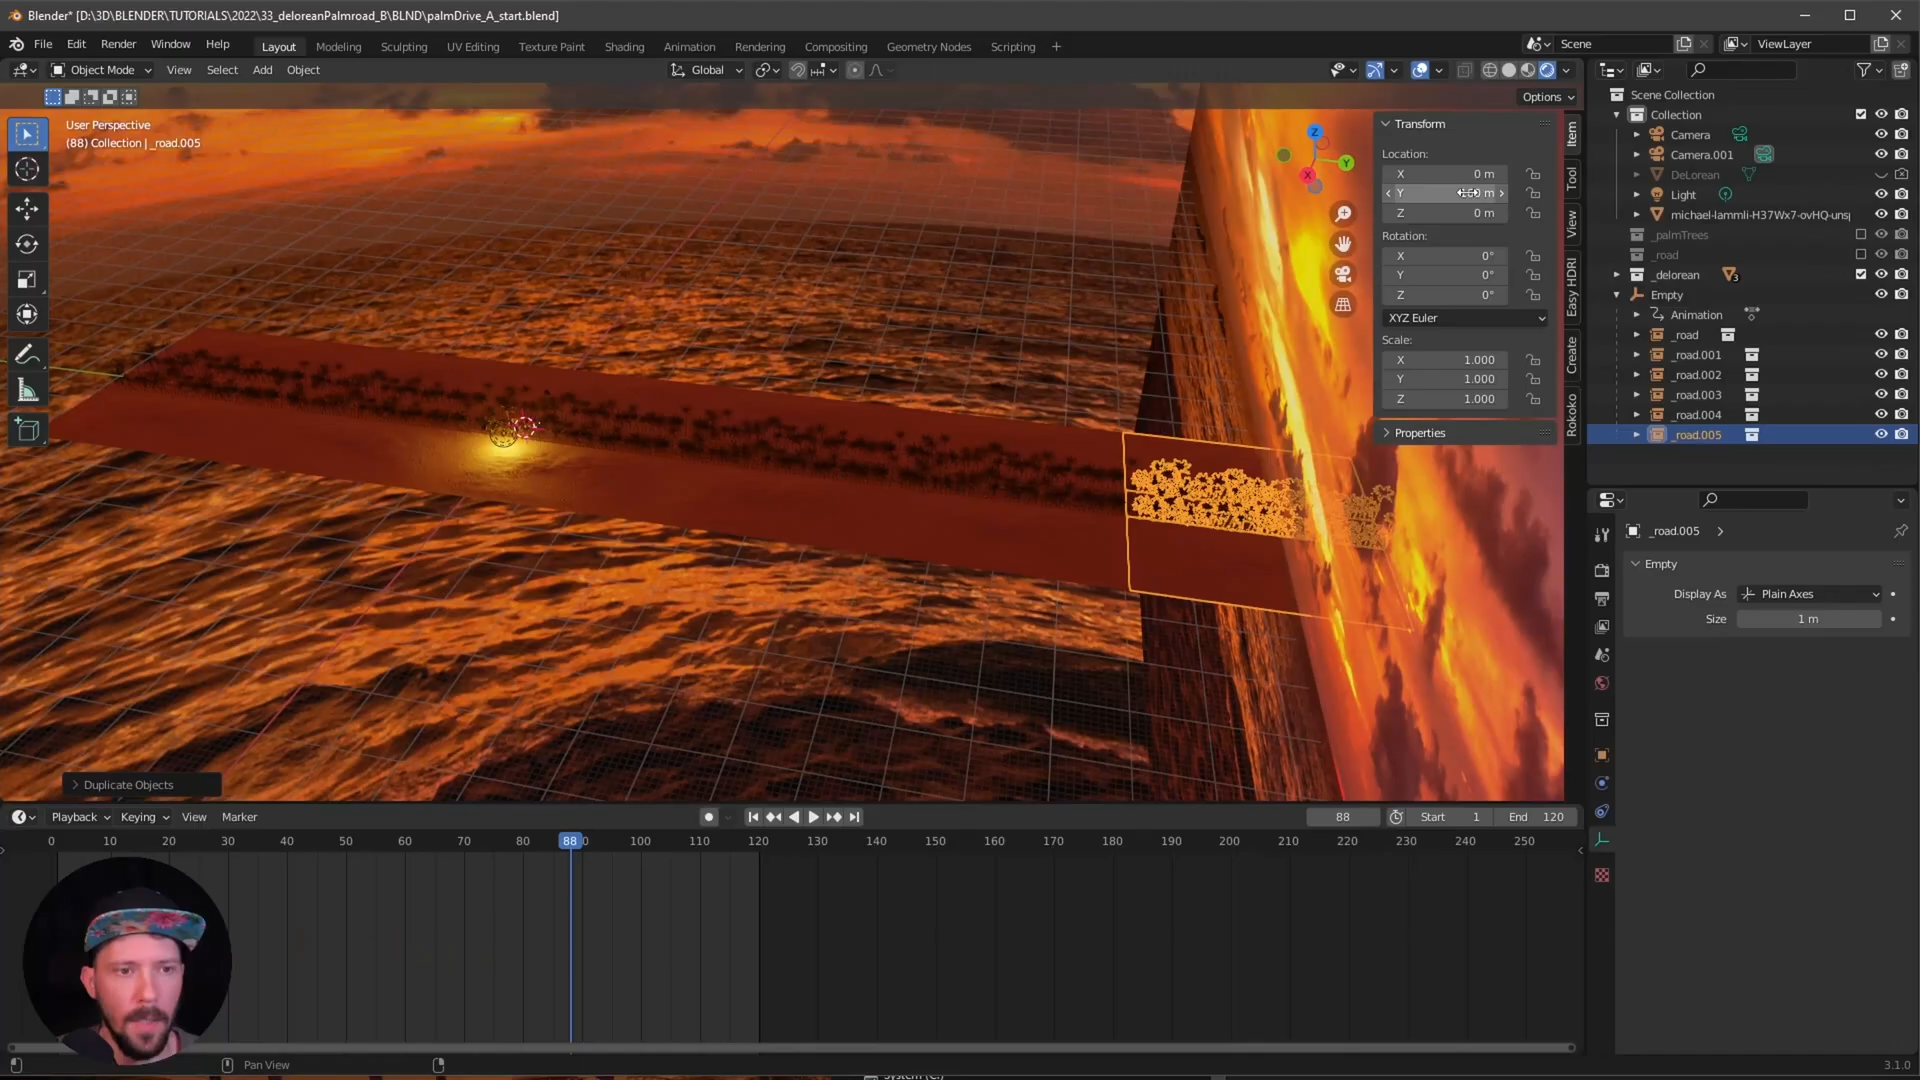 Blender* [D:\3D\BLENDER\TUTORIALS\2022\33_deloreanPalmroad_B\BLND\palmDrive_A_start.blend]
File Edit Render Window Help Layout Modeling Sculpting UV Editing Texture Paint Shading Animation Rendering Compositing Geometry Nodes Scripting + Scene ViewLayer
Object Mode View Select Add Object Global
Options
User Perspective
(88) Collection | _road.005
Transform
Location:
X 0 m
Y m
Z 0 m
Rotation:
X 0°
Y 0°
Z 0°
XYZ Euler
Scale:
X 1.000
Y 1.000
Z 1.000
Properties
Item
Tool
View
Easy HDRI
Create
Rokoko
Z
Y
X
Scene Collection
Collection
Camera
Camera.001
DeLorean
Light
michael-lammli-H37Wx7-ovHQ-uns
_palmTrees
_road
_delorean 3
Empty
Animation
_road
_road.001
_road.002
_road.003
_road.004
_road.005
_road.005
Empty
Display As Plain Axes
Size 1 m
Duplicate Objects
Playback Keying View Marker 88 Start 1 End 120
0 10 20 30 40 50 60 70 80 88 0 100 110 120 130 140 150 160 170 180 190 200 210 220 230 240 250
Pan View
3.1.0